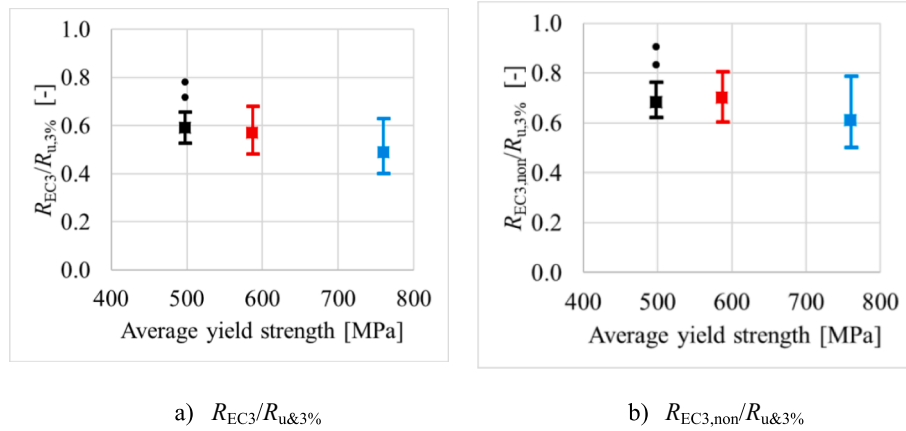 1.0
0.8
0.6
0.4
0.2
0.0
R_EC3/R_u,3% [-]
400 500 600 700 800
Average yield strength [MPa]
a) R_EC3/R_u&3%
1.0
0.8
0.6
0.4
0.2
0.0
R_EC3,non/R_u,3% [-]
400 500 600 700 800
Average yield strength [MPa]
b) R_EC3,non/R_u&3%